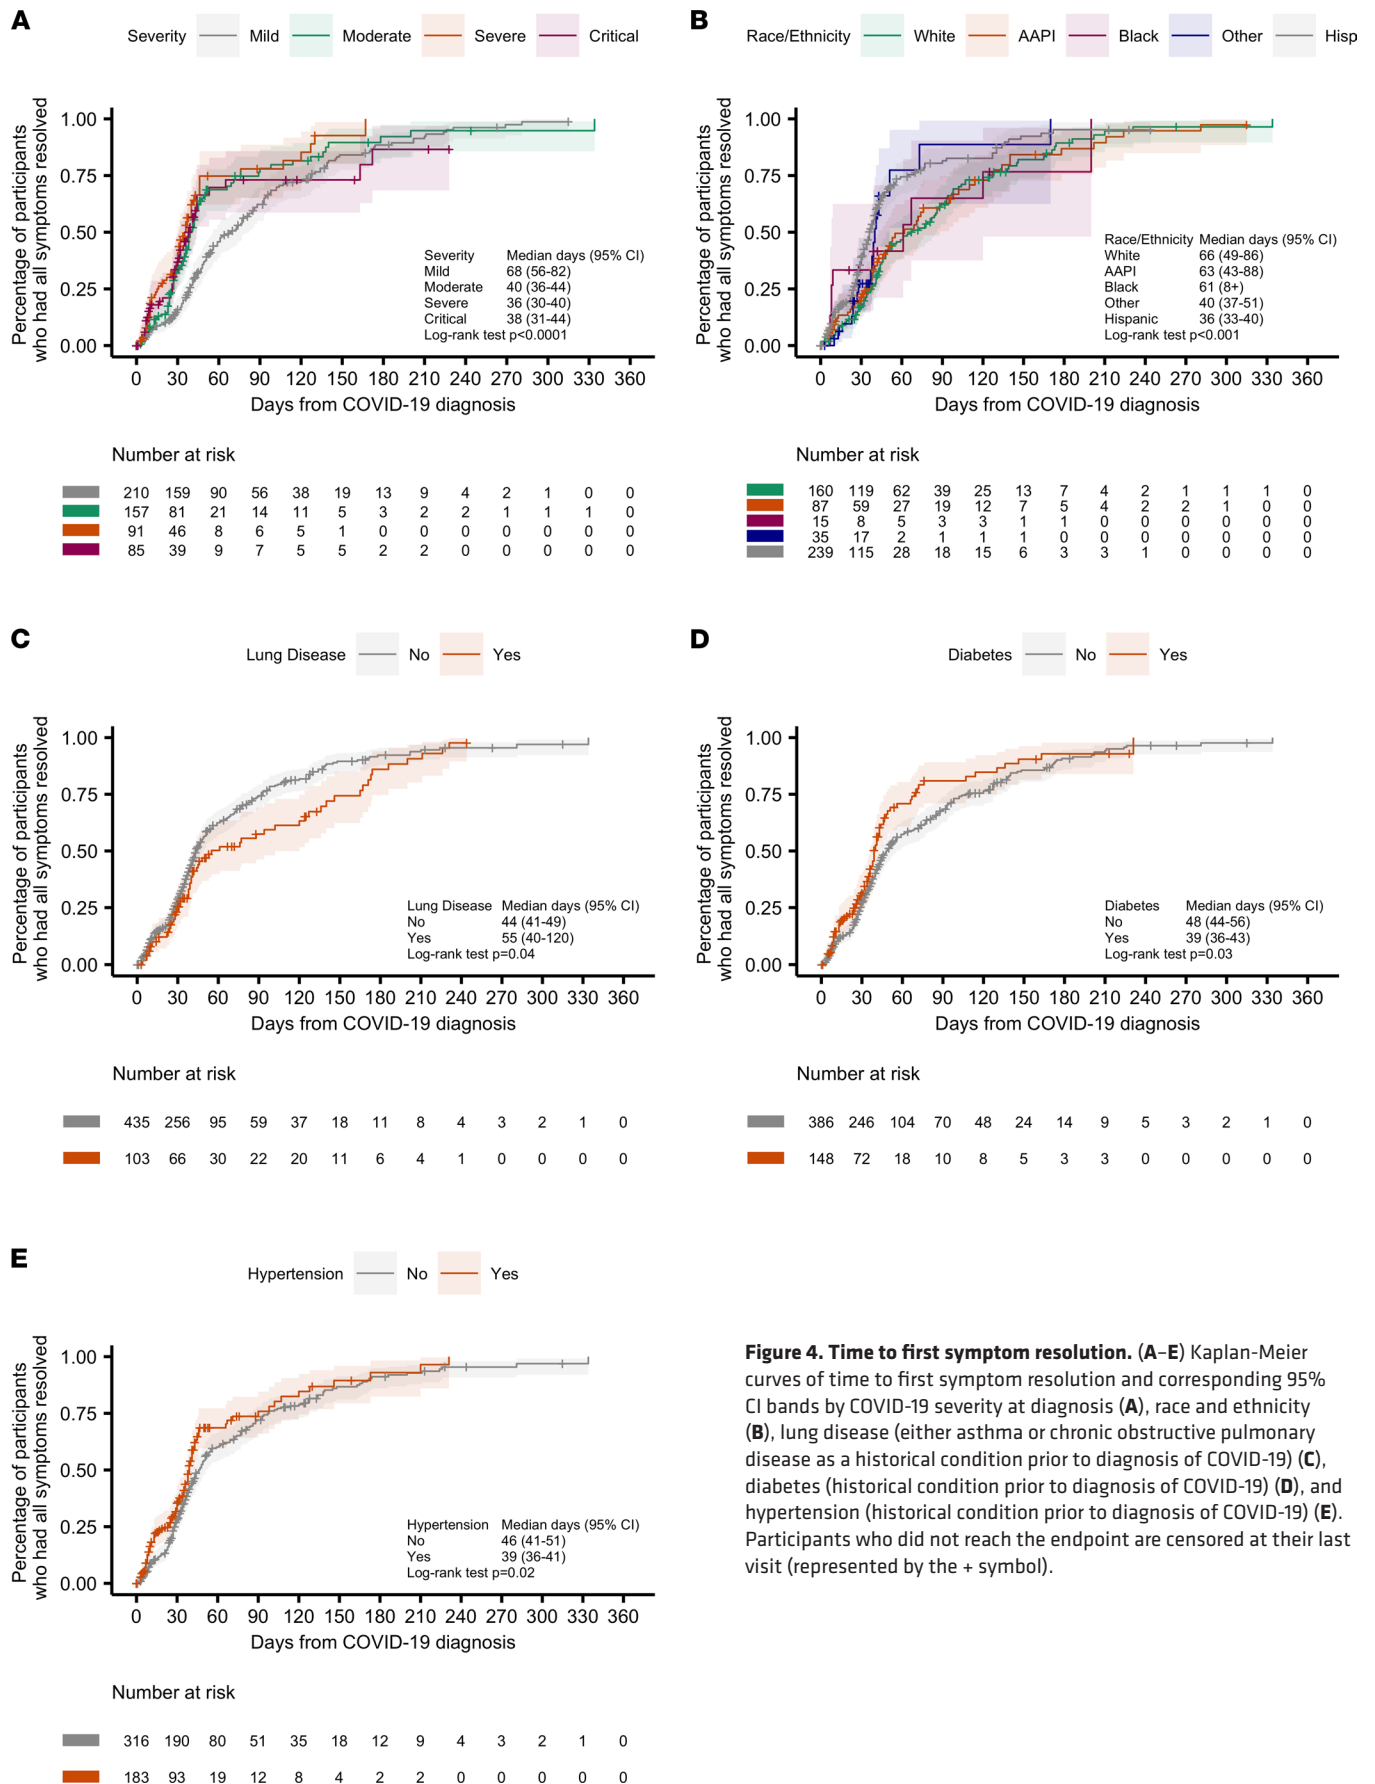 A
Severity Mild Moderate Severe Critical
Percentage of participants
who had all symptoms resolved
1.00
0.75
0.50
0.25
0.00
Severity Median days (95% CI)
Mild 68 (56-82)
Moderate 40 (36-44)
Severe 36 (30-40)
Critical 38 (31-44)
Log-rank test p<0.0001
0 30 60 90 120 150 180 210 240 270 300 330 360
Days from COVID-19 diagnosis
Number at risk
210 159 90 56 38 19 13 9 4 2 1 0 0
157 81 21 14 11 5 3 2 2 1 1 1 0
91 46 8 6 5 1 0 0 0 0 0 0 0
85 39 9 7 5 5 2 2 0 0 0 0 0
B
Race/Ethnicity White AAPI Black Other Hisp
Percentage of participants
who had all symptoms resolved
1.00
0.75
0.50
0.25
0.00
Race/Ethnicity Median days (95% CI)
White 66 (49-86)
AAPI 63 (43-88)
Black 61 (8+)
Other 40 (37-51)
Hispanic 36 (33-40)
Log-rank test p<0.001
0 30 60 90 120 150 180 210 240 270 300 330 360
Days from COVID-19 diagnosis
Number at risk
160 119 62 39 25 13 7 4 2 1 1 1 0
87 59 27 19 12 7 5 4 2 2 1 0 0
15 8 5 3 3 1 1 0 0 0 0 0 0
35 17 2 1 1 1 0 0 0 0 0 0 0
239 115 28 18 15 6 3 3 1 0 0 0 0
C
Lung Disease No Yes
Percentage of participants
who had all symptoms resolved
1.00
0.75
0.50
0.25
0.00
Lung Disease Median days (95% CI)
No 44 (41-49)
Yes 55 (40-120)
Log-rank test p=0.04
0 30 60 90 120 150 180 210 240 270 300 330 360
Days from COVID-19 diagnosis
Number at risk
435 256 95 59 37 18 11 8 4 3 2 1 0
103 66 30 22 20 11 6 4 1 0 0 0 0
D
Diabetes No Yes
Percentage of participants
who had all symptoms resolved
1.00
0.75
0.50
0.25
0.00
Diabetes Median days (95% CI)
No 48 (44-56)
Yes 39 (36-43)
Log-rank test p=0.03
0 30 60 90 120 150 180 210 240 270 300 330 360
Days from COVID-19 diagnosis
Number at risk
386 246 104 70 48 24 14 9 5 3 2 1 0
148 72 18 10 8 5 3 3 0 0 0 0 0
E
Hypertension No Yes
Percentage of participants
who had all symptoms resolved
1.00
0.75
0.50
0.25
0.00
Hypertension Median days (95% CI)
No 46 (41-51)
Yes 39 (36-41)
Log-rank test p=0.02
0 30 60 90 120 150 180 210 240 270 300 330 360
Days from COVID-19 diagnosis
Number at risk
316 190 80 51 35 18 12 9 4 3 2 1 0
183 93 19 12 8 4 2 2 0 0 0 0 0
Figure 4. Time to first symptom resolution. (A–E) Kaplan-Meier
curves of time to first symptom resolution and corresponding 95%
CI bands by COVID-19 severity at diagnosis (A), race and ethnicity
(B), lung disease (either asthma or chronic obstructive pulmonary
disease as a historical condition prior to diagnosis of COVID-19) (C),
diabetes (historical condition prior to diagnosis of COVID-19) (D), and
hypertension (historical condition prior to diagnosis of COVID-19) (E).
Participants who did not reach the endpoint are censored at their last
visit (represented by the + symbol).